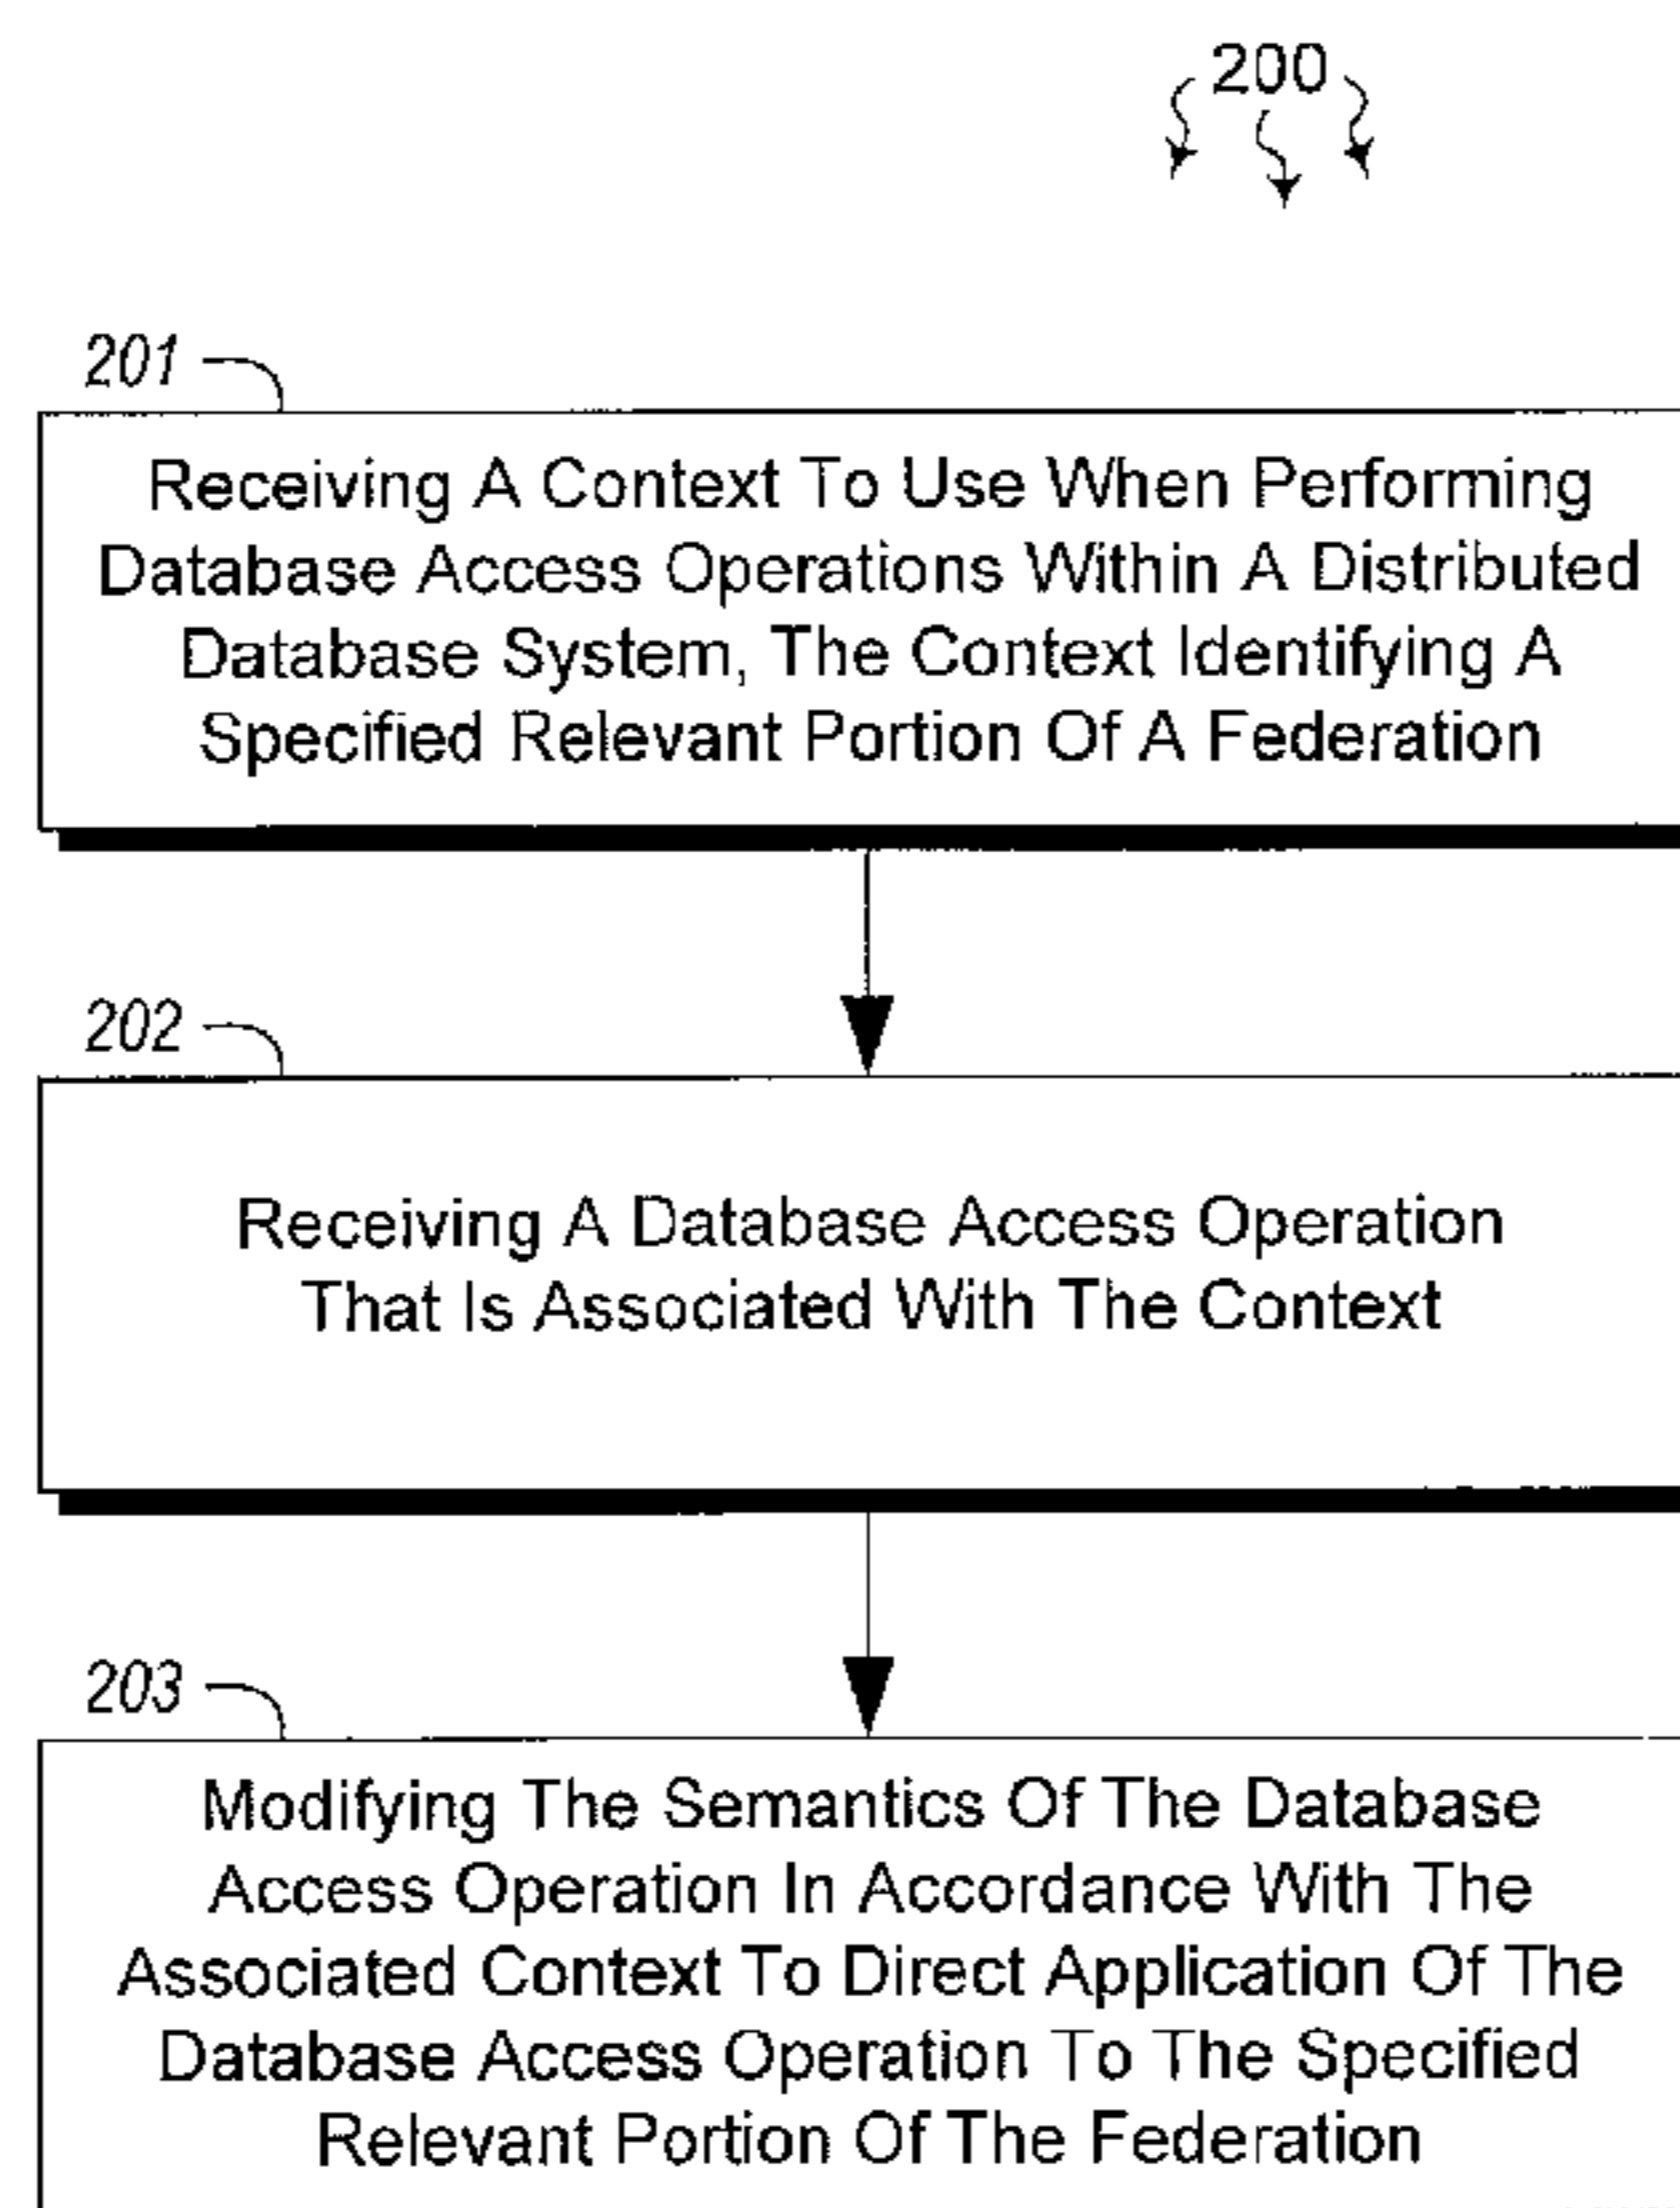 200
201
Receiving A Context To Use When Performing
Database Access Operations Within A Distributed
Database System, The Context Identifying A
Specified Relevant Portion Of A Federation
202
Receiving A Database Access Operation
That Is Associated With The Context
203
Modifying The Semantics Of The Database
Access Operation In Accordance With The
Associated Context To Direct Application Of The
Database Access Operation To The Specified
Relevant Portion Of The Federation